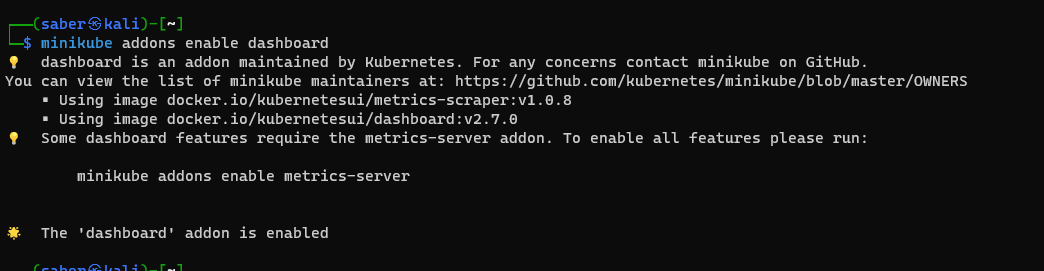 ┌──(saber㉿kali)-[~]
└─$ minikube addons enable dashboard
💡 dashboard is an addon maintained by Kubernetes. For any concerns contact minikube on GitHub.
You can view the list of minikube maintainers at: https://github.com/kubernetes/minikube/blob/master/OWNERS
▪ Using image docker.io/kubernetesui/metrics-scraper:v1.0.8
▪ Using image docker.io/kubernetesui/dashboard:v2.7.0
💡 Some dashboard features require the metrics-server addon. To enable all features please run:
minikube addons enable metrics-server
🌟 The 'dashboard' addon is enabled
┌──(saber㉿kali)-[~]